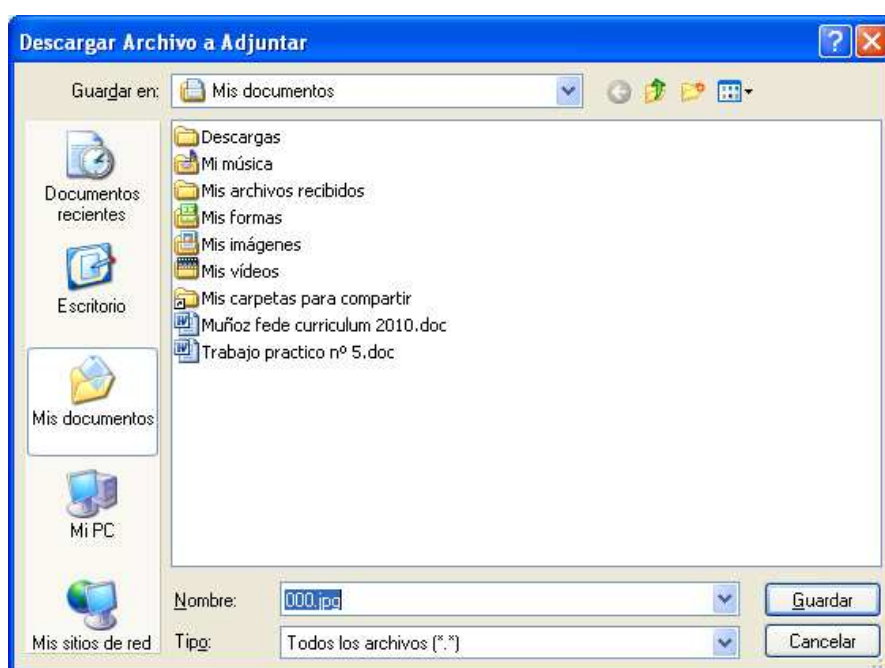 Descargar Archivo a Adjuntar
Guardar en:
Mis documentos
Documentos
recientes
Escritorio
Mis documentos
Mi PC
Mis sitios de red
Descargas
Mi música
Mis archivos recibidos
Mis formas
Mis imágenes
Mis vídeos
Mis carpetas para compartir
Muñoz fede curriculum 2010.doc
Trabajo practico nº 5.doc
Nombre:
000.jpg
Guardar
Tipo:
Todos los archivos (*.*)
Cancelar